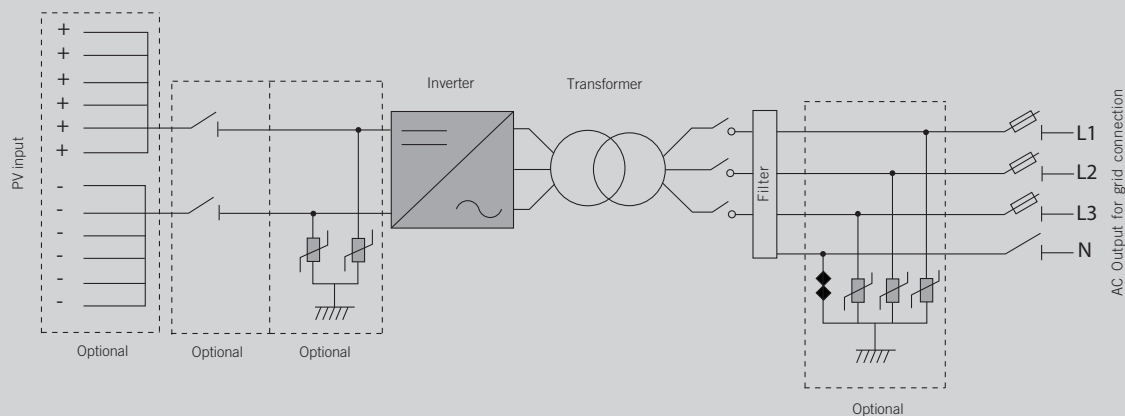 PV input
+
+
+
+
+
+
-
-
-
-
-
-
Optional
Optional
Optional
Inverter
Transformer
Filter
Optional
L1
L2
L3
N
AC Output for grid connection